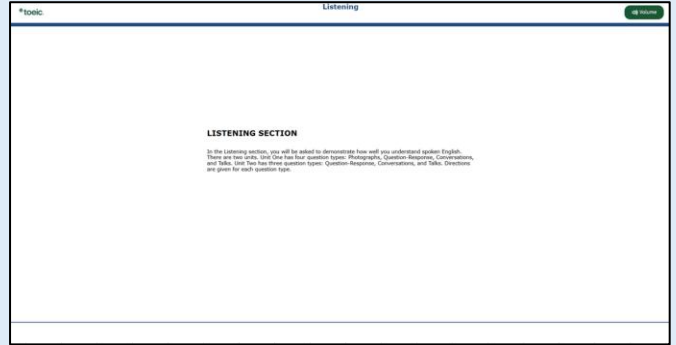 toeic.
Listening
Volume
LISTENING SECTION
In the Listening section, you will be asked to demonstrate how well you understand spoken English.
There are two units. Unit One has four question types: Photographs, Question-Response, Conversations,
and Talks. Unit Two has three question types: Question-Response, Conversations, and Talks. Directions
are given for each question type.